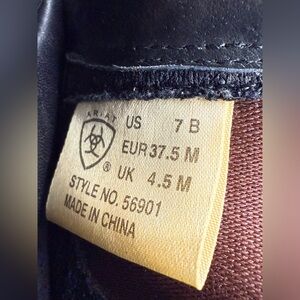 ARIAT
®
US 7 B
EUR 37.5 M
UK 4.5 M
STYLE NO. 56901
MADE IN CHINA